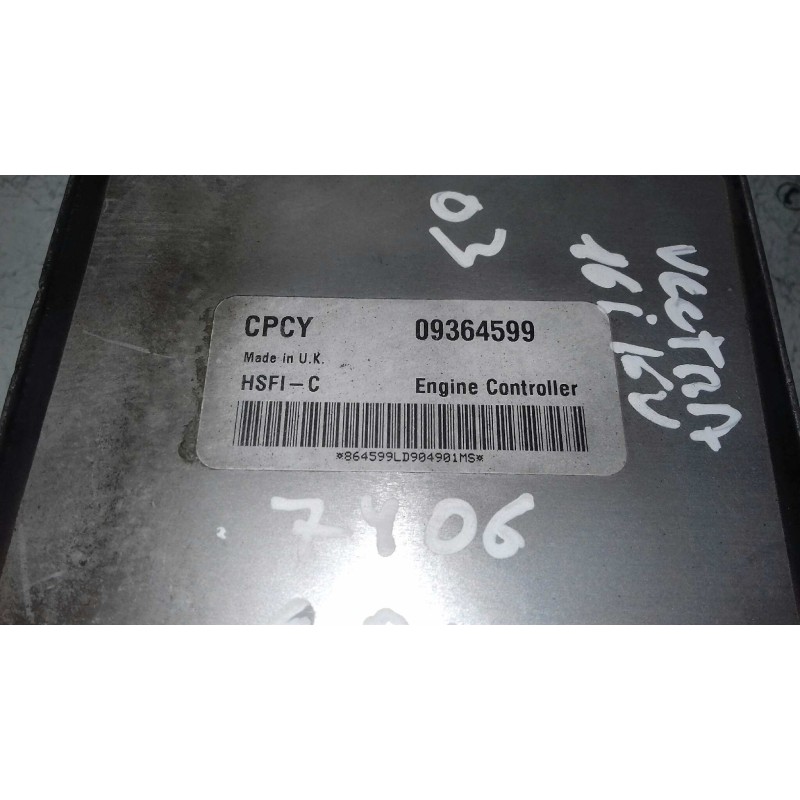 03
VECTRA
16i 16V
CPCY 09364599
Made in U.K.
HSFI-C Engine Controller
*864599LD904901MS*
7406